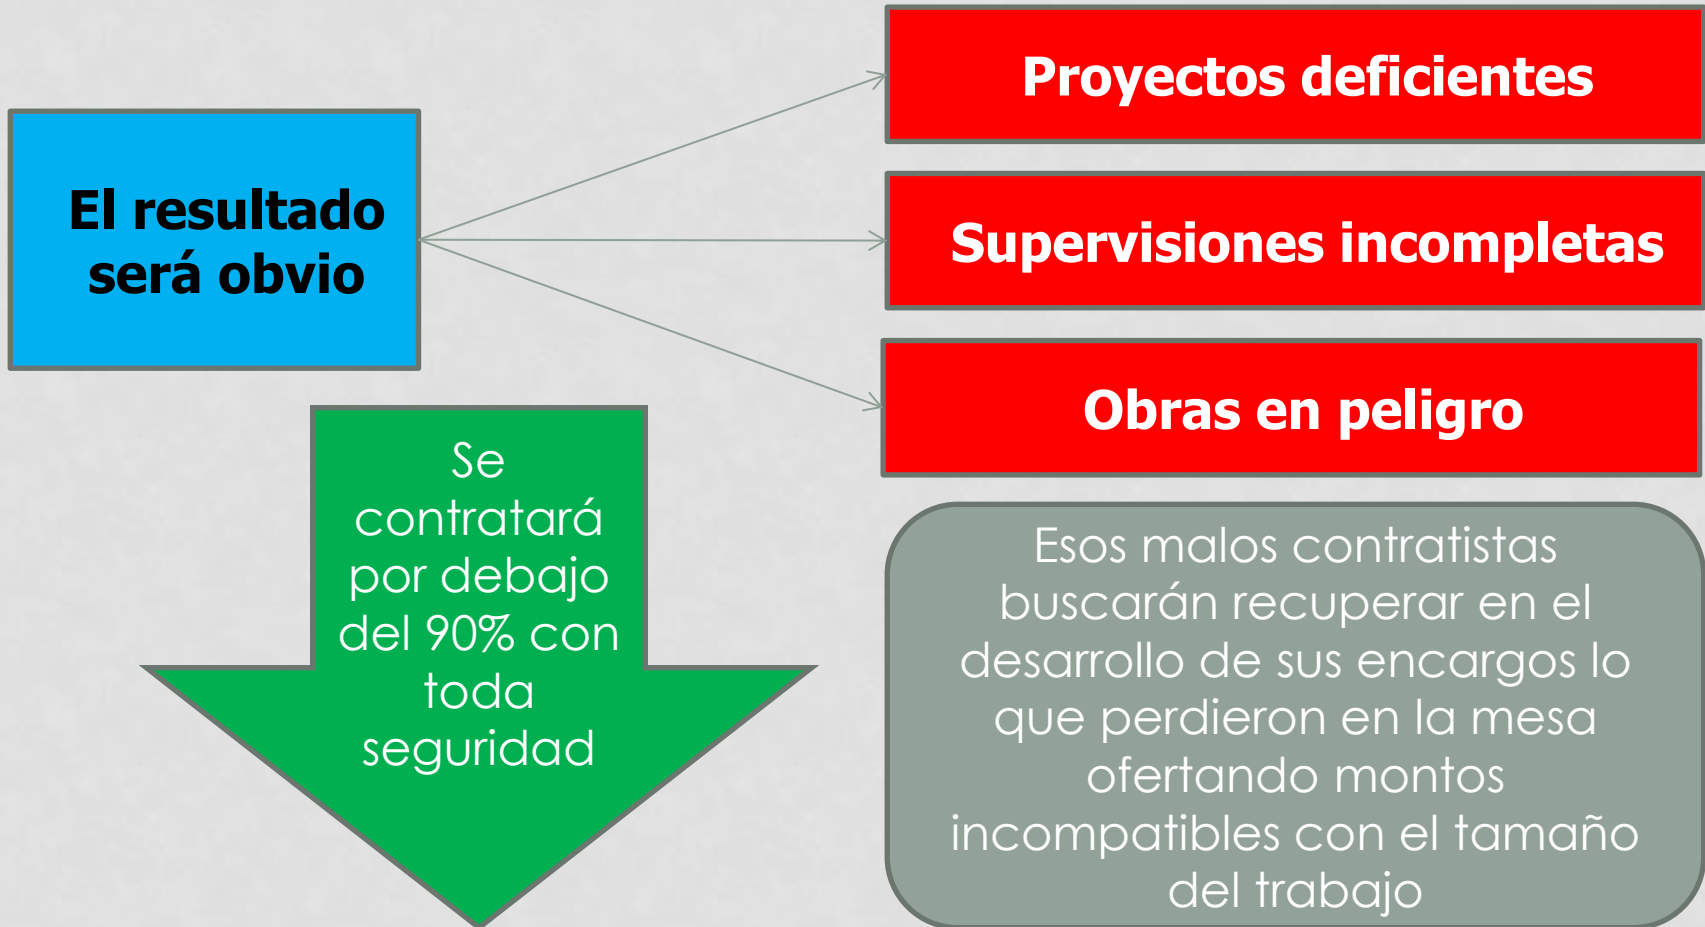 El resultado
será obvio
Proyectos deficientes
Supervisiones incompletas
Obras en peligro
Se
contratará
por debajo
del 90% con
toda
seguridad
Esos malos contratistas
buscarán recuperar en el
desarrollo de sus encargos lo
que perdieron en la mesa
ofertando montos
incompatibles con el tamaño
del trabajo